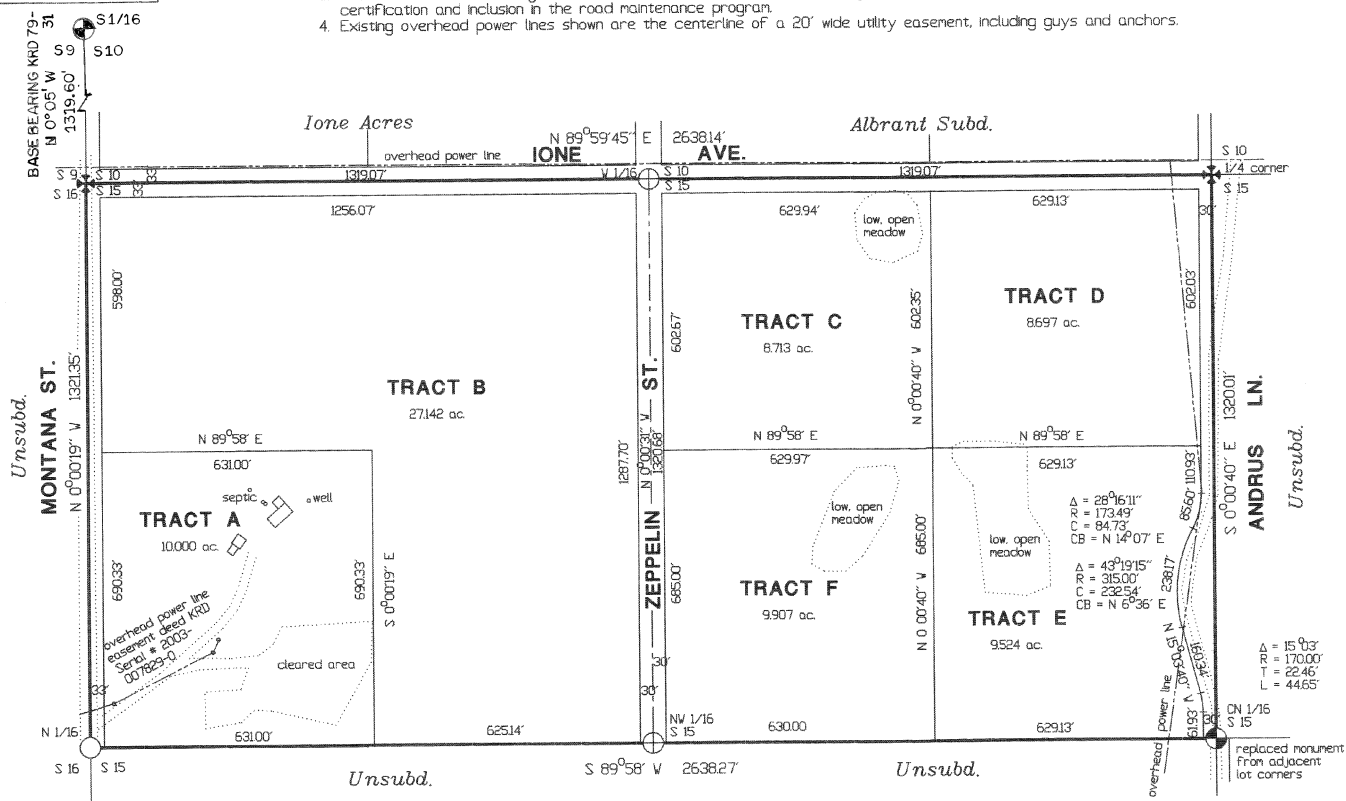 certification and inclusion in the road maintenance program.
4. Existing overhead power lines shown are the centerline of a 20' wide utility easement, including guys and anchors.
BASE BEARING KRD 79-
31
N 0°05' W
1319.60'
S1/16
S9 S10
Ione Acres
N 89°59'45" E 2638.14'
Albrant Subd.
overhead power line
IONE AVE.
S 9 S 10
1319.07'
W 1/16
S 10
1319.07'
S 10
1/4 corner
S 16 S 15
33'
33'
S 15
S 15
1256.07'
629.94'
629.13'
30'
low, open
meadow
598.00'
602.67'
N 0°00'40" W 602.35'
602.03'
TRACT B
27.142 ac.
TRACT C
8.713 ac.
TRACT D
8.697 ac.
Unsubd.
MONTANA ST.
N 0°00'19" W 1321.35'
1287.70'
N 0°00'31" W
1320.68'
ZEPPELIN ST.
S 0°00'40" E 1320.01'
ANDRUS LN.
Unsubd.
N 89°58' E
631.00'
N 89°58' E
629.97'
N 89°58' E
629.13'
septic
well
TRACT A
10.000 ac.
690.33'
690.33'
S 0°00'19" E
overhead power line
easement deed KRD
Serial # 2003-
007829-0
cleared area
33'
low, open
meadow
low, open
meadow
685.00'
N 0 00'40" W 685.00'
TRACT F
9.907 ac.
TRACT E
9.524 ac.
110.93'
85.60'
Δ = 28°16'11"
R = 173.49'
C = 84.73'
CB = N 14°07' E
238.17'
Δ = 43°19'15"
R = 315.00'
C = 232.54'
CB = N 6°36' E
N 15°03'40" W
160.34'
Δ = 15°03'
R = 170.00'
T = 22.46'
L = 44.65'
61.93'
30'
30'
30'
overhead power line
N 1/16
631.00'
625.14'
NW 1/16
S 15
630.00
629.13'
CN 1/16
S 15
S 16 S 15
Unsubd.
S 89°58' W 2638.27'
Unsubd.
replaced monument
from adjacent
lot corners